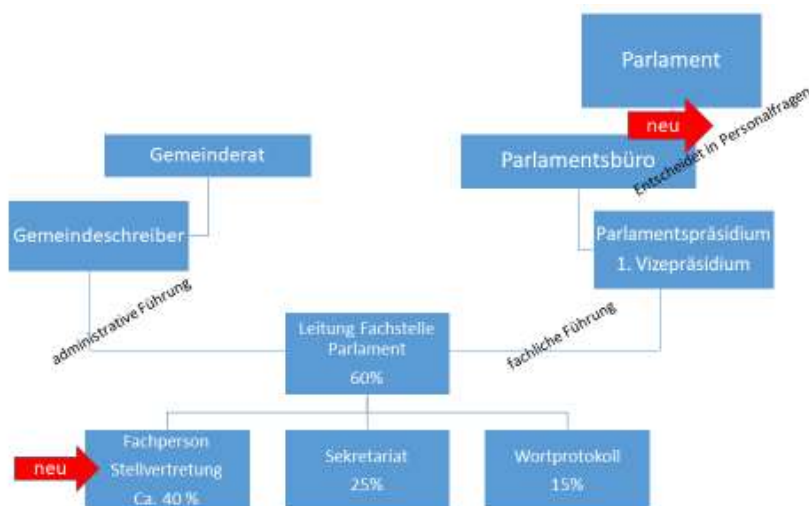 Parlament
neu
Entscheidet in Personalfragen
Gemeinderat
Parlamentsbüro
Gemeindeschreiber
Parlamentspräsidium
1. Vizepräsidium
administrative Führung
fachliche Führung
Leitung Fachstelle
Parlament
60%
neu
Fachperson
Stellvertretung
Ca. 40 %
Sekretariat
25%
Wortprotokoll
15%